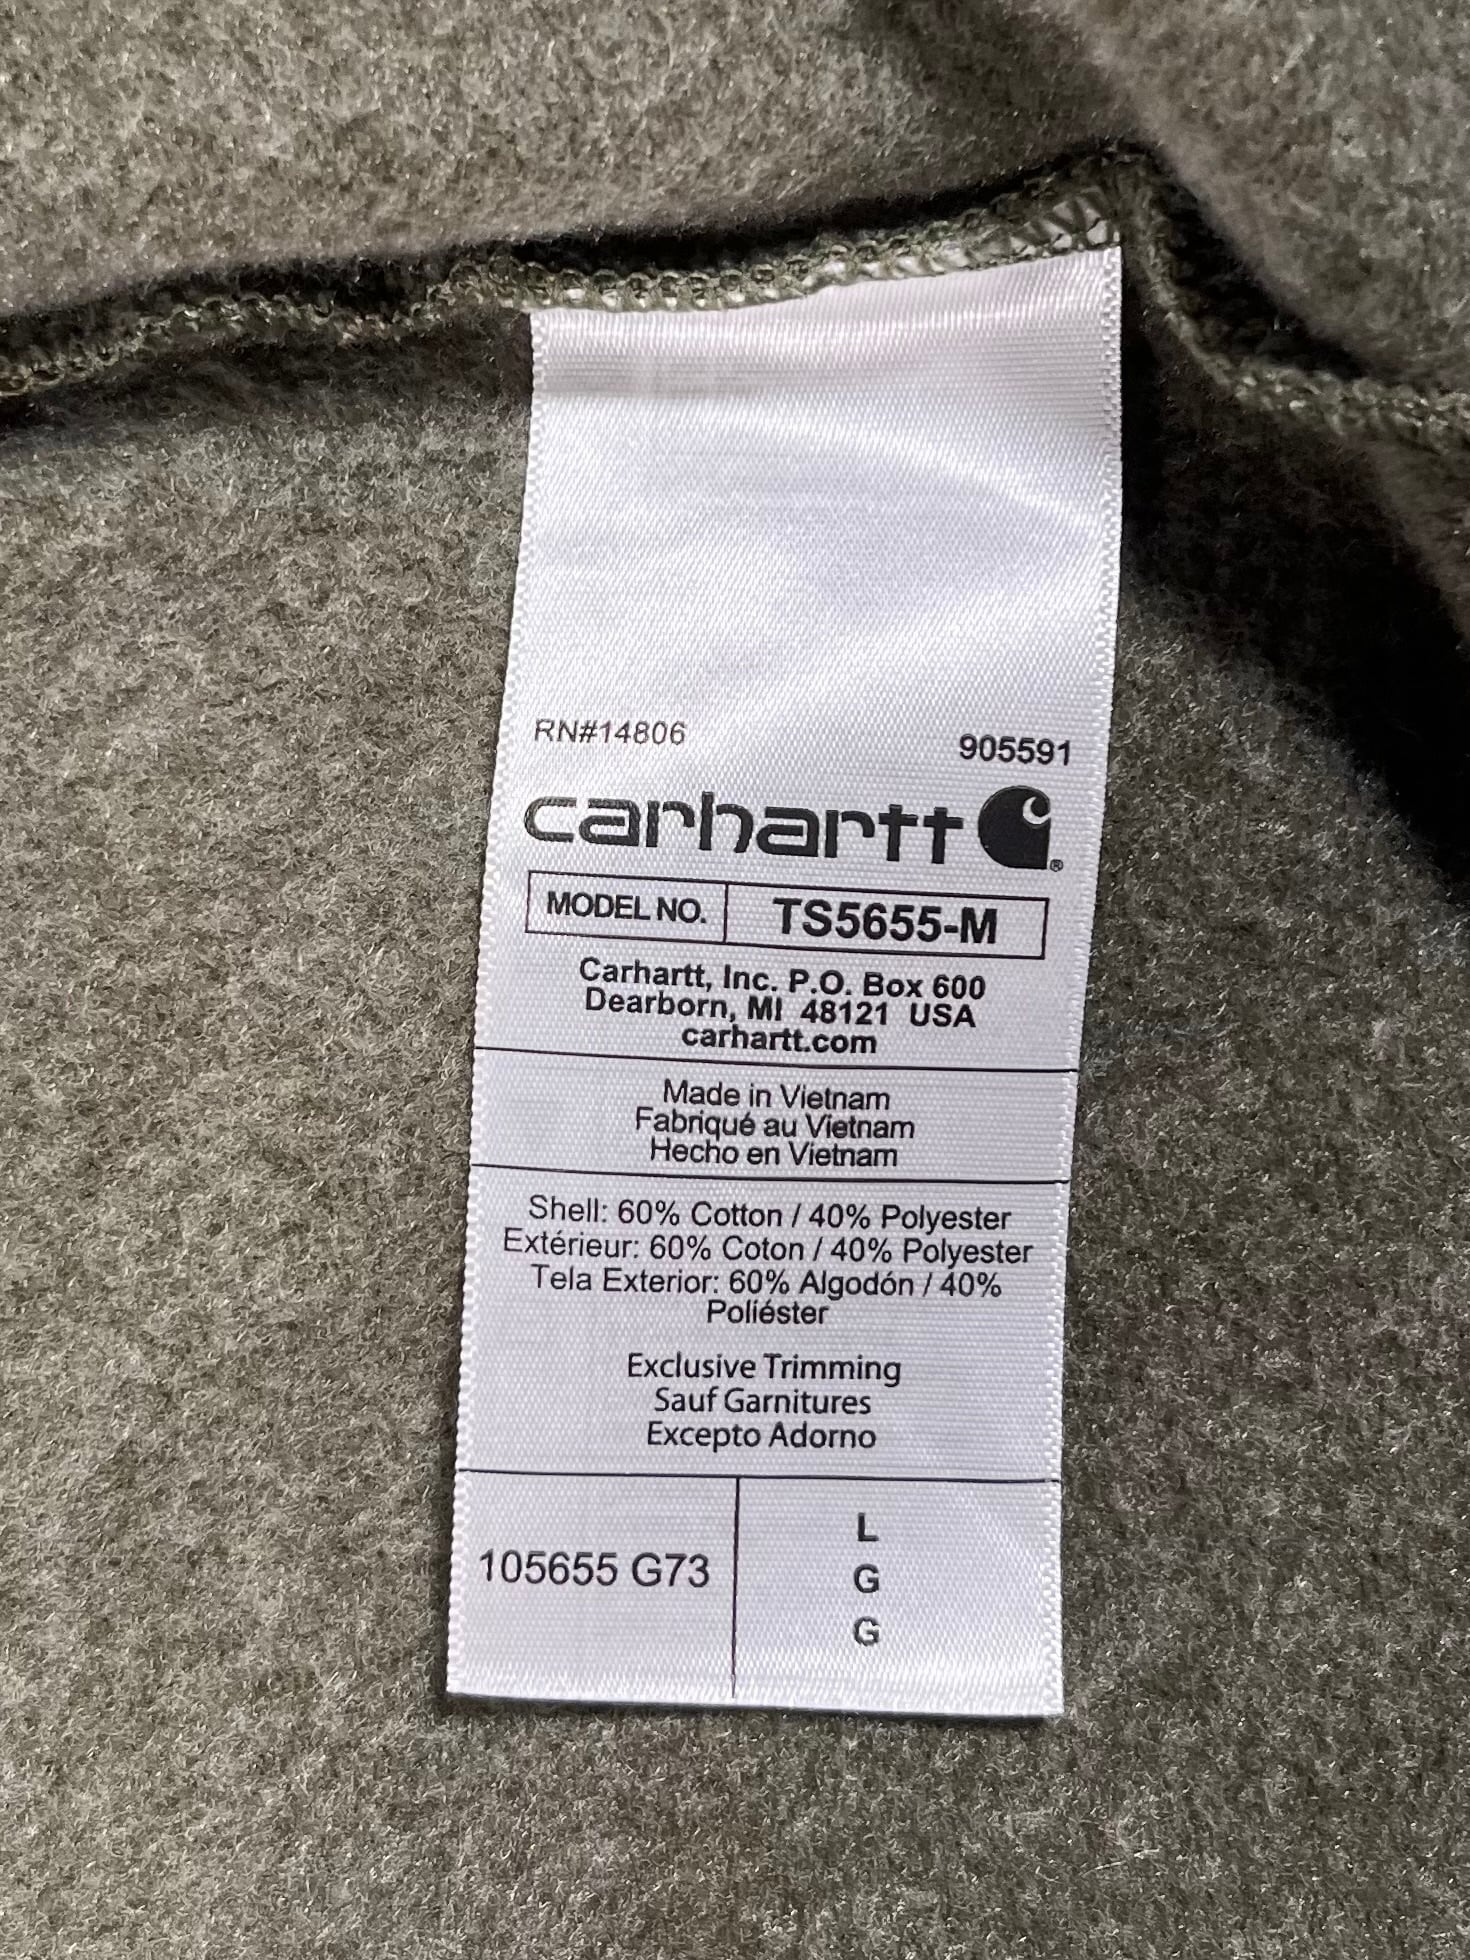 RN#14806
905591
carhartt
®
MODEL NO. TS5655-M
Carhartt, Inc. P.O. Box 600
Dearborn, MI 48121 USA
carhartt.com
Made in Vietnam
Fabriqué au Vietnam
Hecho en Vietnam
Shell: 60% Cotton / 40% Polyester
Extérieur: 60% Coton / 40% Polyester
Tela Exterior: 60% Algodón / 40%
Poliéster
Exclusive Trimming
Sauf Garnitures
Excepto Adorno
105655 G73
L
G
G